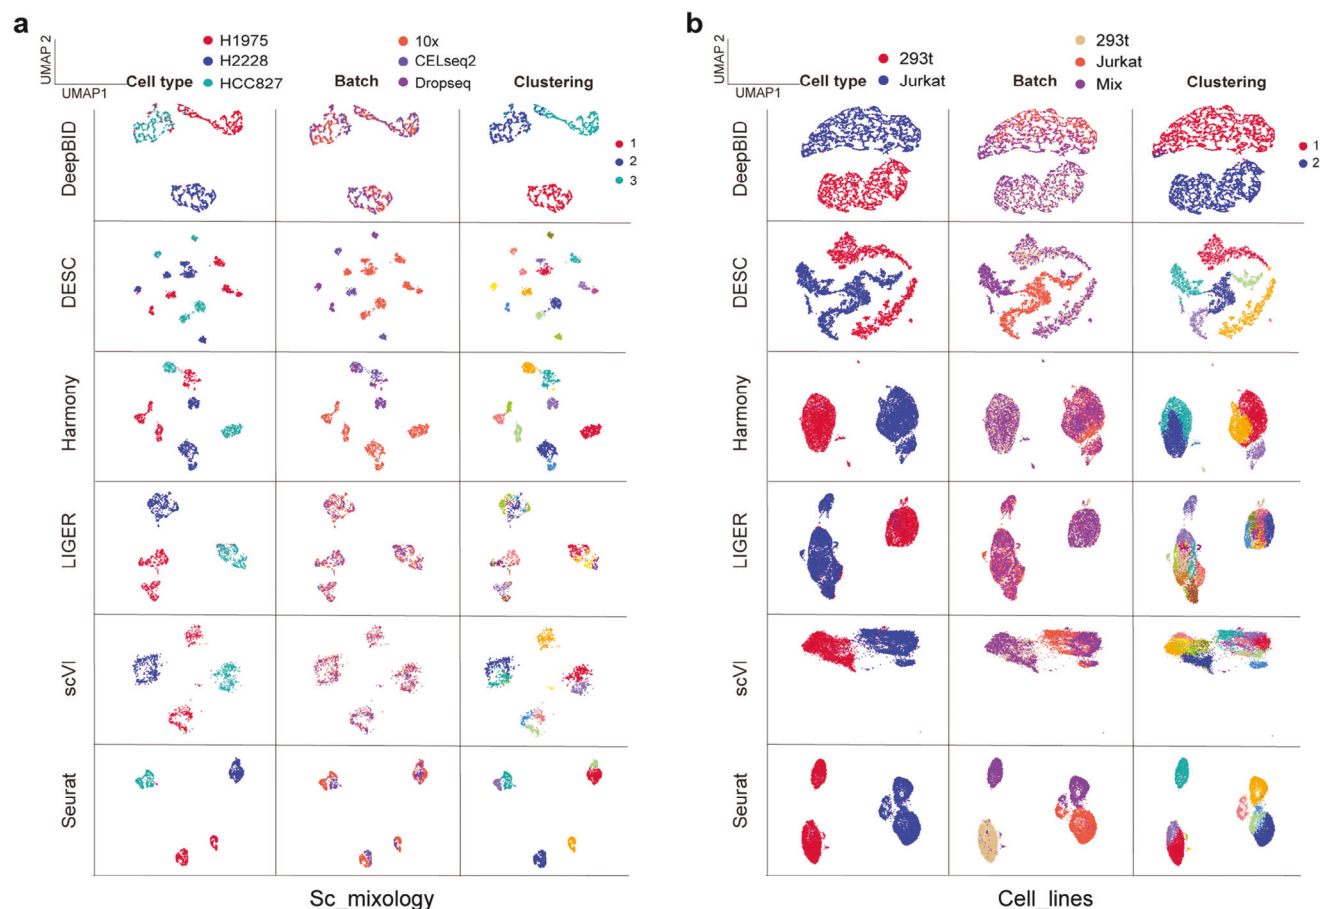 a
UMAP 2
UMAP1
H1975
H2228
HCC827
10x
CELseq2
Dropseq
Cell type
Batch
Clustering
DeepBID
1
2
3
DESC
Harmony
LIGER
scVI
Seurat
Sc_mixology
b
UMAP 2
UMAP1
293t
Jurkat
293t
Jurkat
Mix
Cell type
Batch
Clustering
DeepBID
1
2
DESC
Harmony
LIGER
scVI
Seurat
Cell_lines